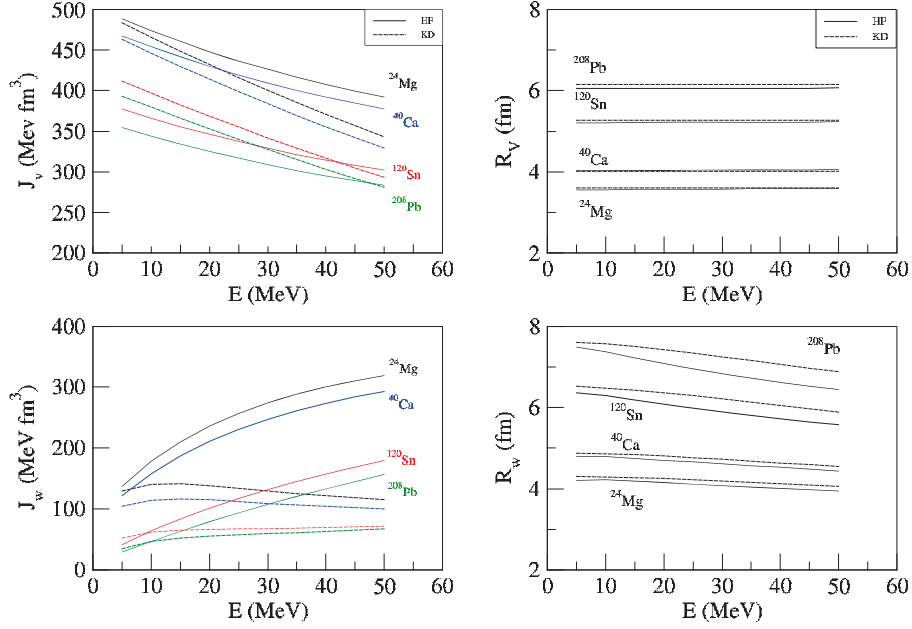 500
450
400
350
300
250
200
J_v (Mev fm^3)
HF
KD
^24Mg
^40Ca
^120Sn
^208Pb
0 10 20 30 40 50 60
E (MeV)
8
6
4
2
R_V (fm)
HF
KD
^208Pb
^120Sn
^40Ca
^24Mg
0 10 20 30 40 50 60
E (MeV)
400
300
200
100
0
J_w (MeV fm^3)
^24Mg
^40Ca
^120Sn
^208Pb
0 10 20 30 40 50 60
E (MeV)
8
6
4
2
R_w (fm)
^208Pb
^120Sn
^40Ca
^24Mg
0 10 20 30 40 50 60
E (MeV)